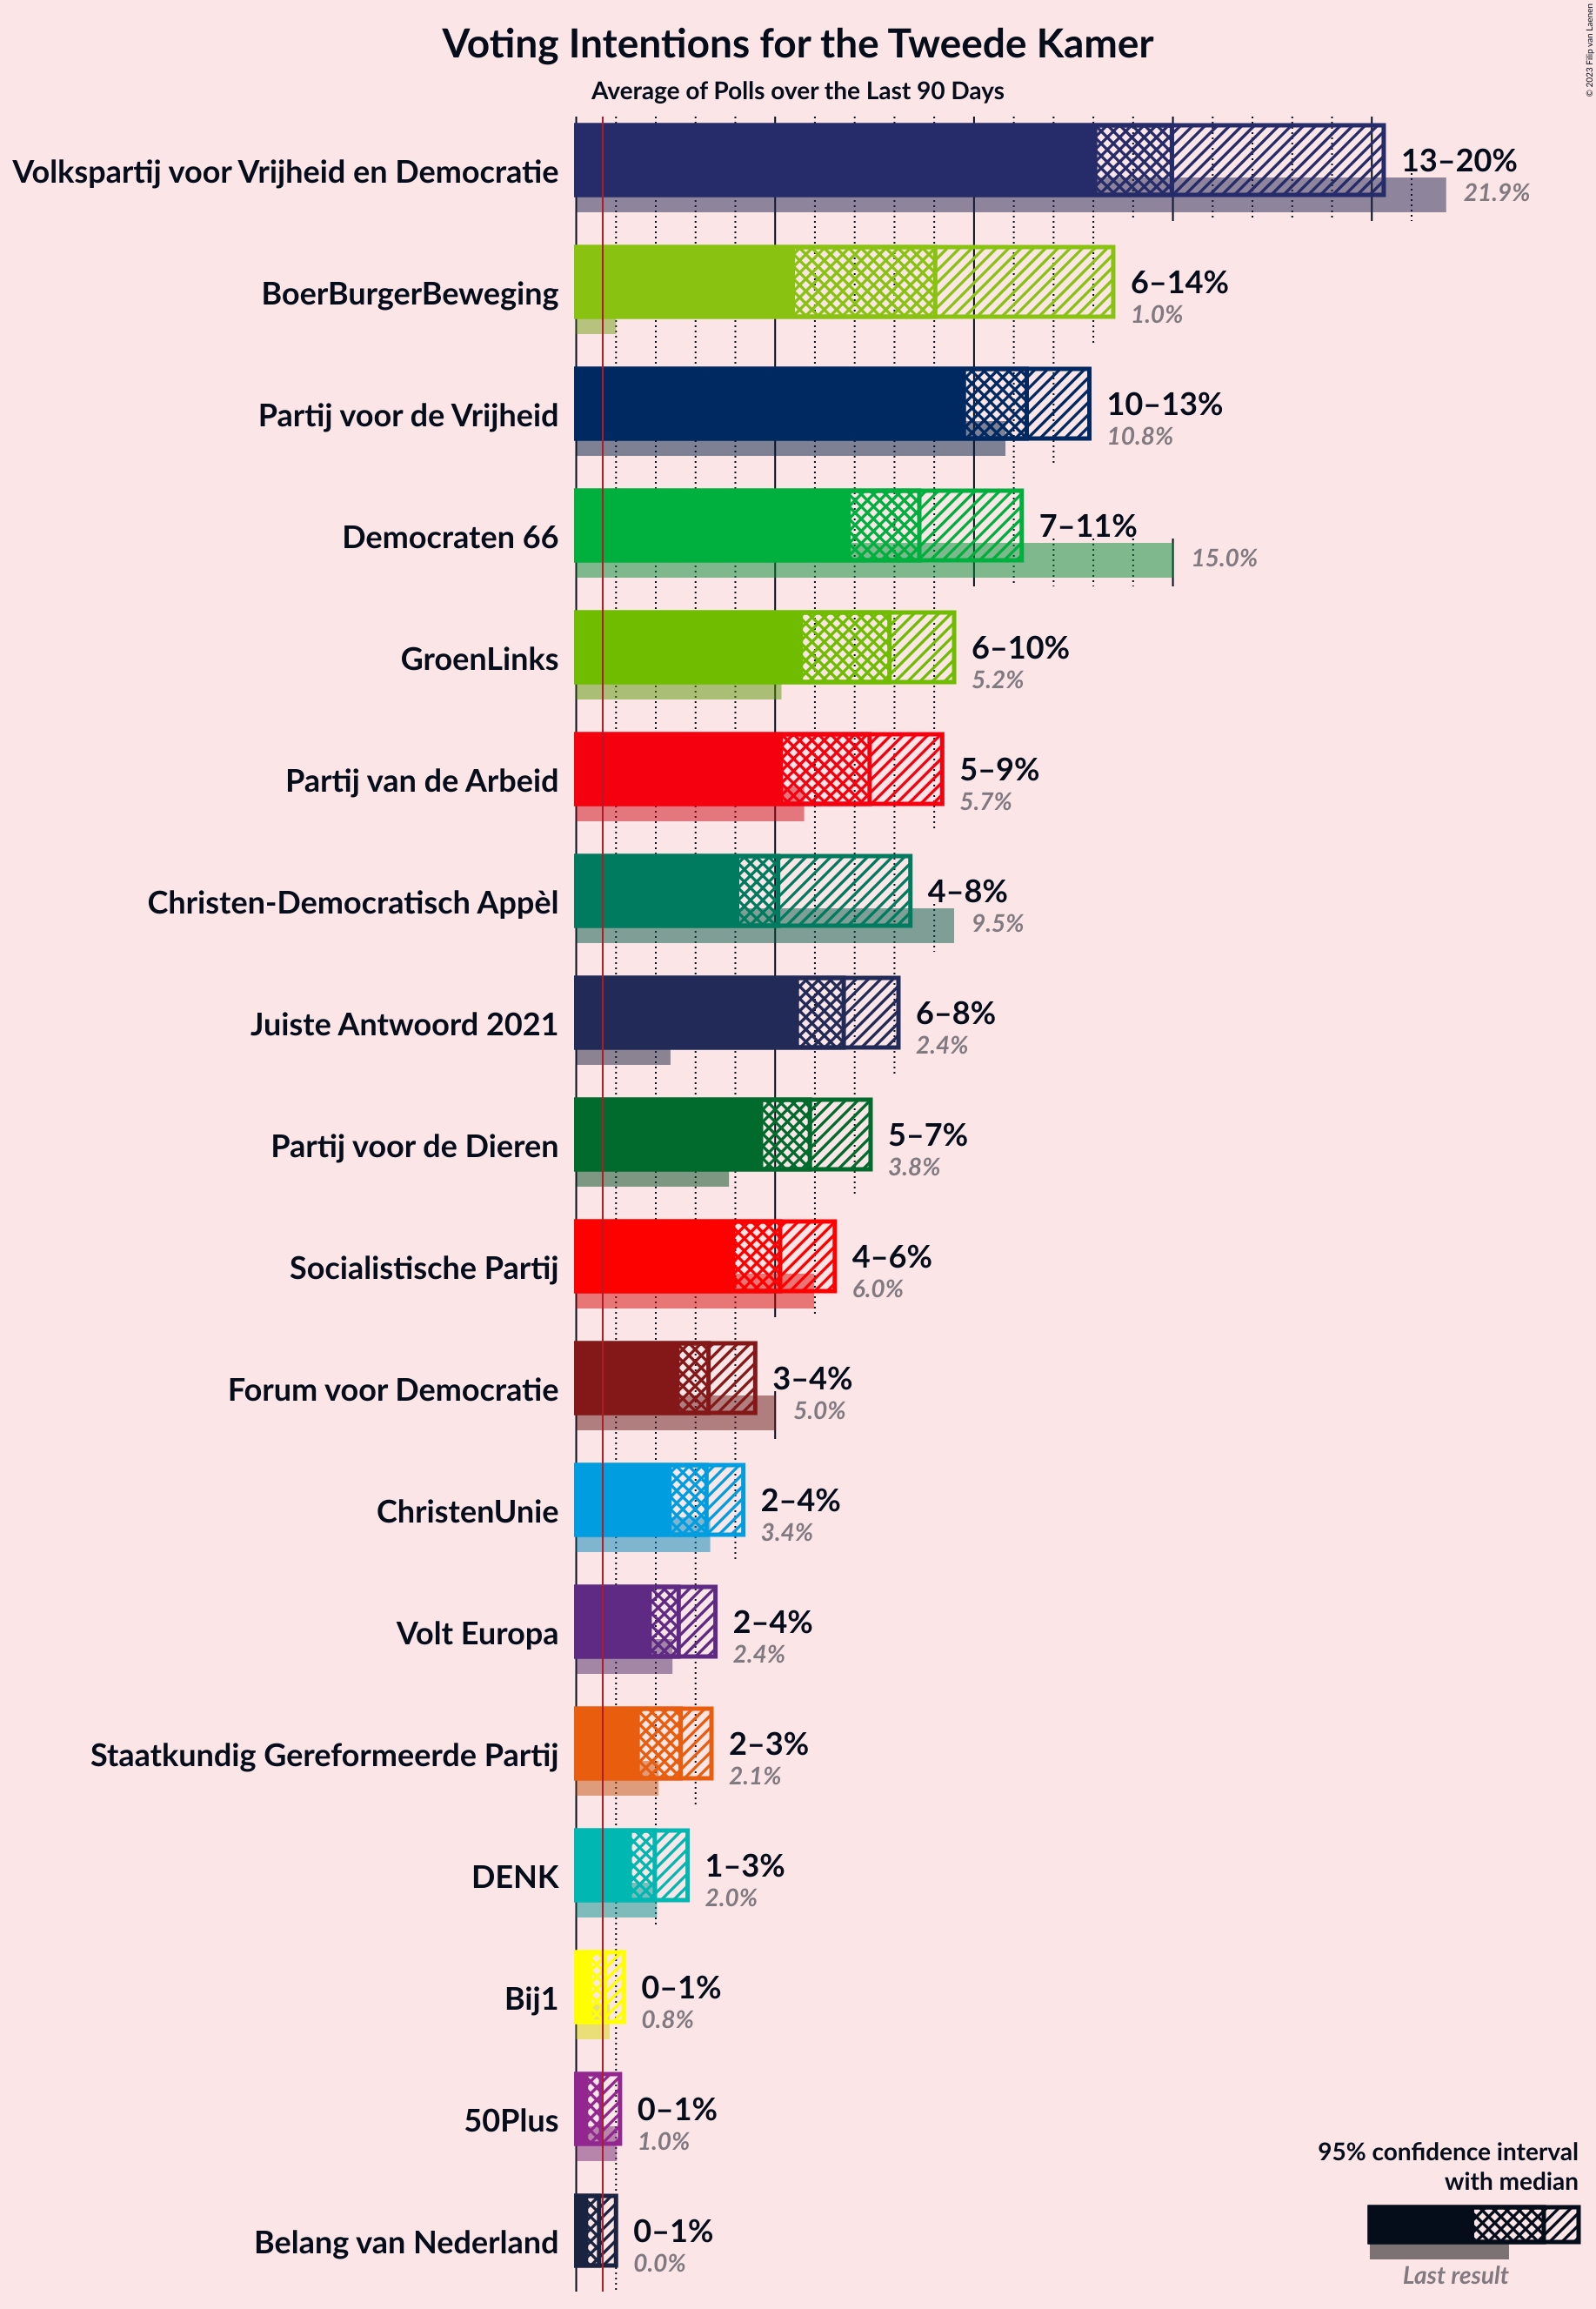 Voting Intentions for the Tweede Kamer
Average of Polls over the Last 90 Days
© 2023 Filip van Laenen
Volkspartij voor Vrijheid en Democratie
13–20%
21.9%
BoerBurgerBeweging
6–14%
1.0%
Partij voor de Vrijheid
10–13%
10.8%
Democraten 66
7–11%
15.0%
GroenLinks
6–10%
5.2%
Partij van de Arbeid
5–9%
5.7%
Christen-Democratisch Appèl
4–8%
9.5%
Juiste Antwoord 2021
6–8%
2.4%
Partij voor de Dieren
5–7%
3.8%
Socialistische Partij
4–6%
6.0%
Forum voor Democratie
3–4%
5.0%
ChristenUnie
2–4%
3.4%
Volt Europa
2–4%
2.4%
Staatkundig Gereformeerde Partij
2–3%
2.1%
DENK
1–3%
2.0%
Bij1
0–1%
0.8%
50Plus
0–1%
1.0%
Belang van Nederland
0–1%
0.0%
95% confidence interval
with median
Last result